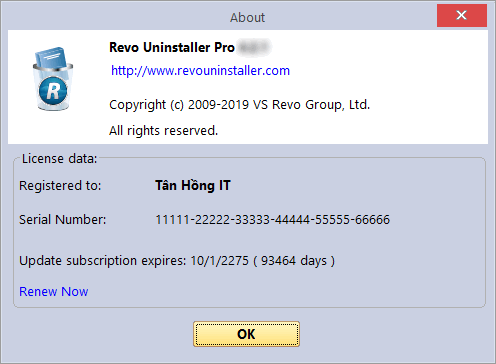 About
Revo Uninstaller Pro
http://www.revouninstaller.com
Copyright (c) 2009-2019 VS Revo Group, Ltd.
All rights reserved.
License data:
Registered to: Tân Hồng IT
Serial Number: 11111-22222-33333-44444-55555-66666
Update subscription expires: 10/1/2275 ( 93464 days )
Renew Now
OK